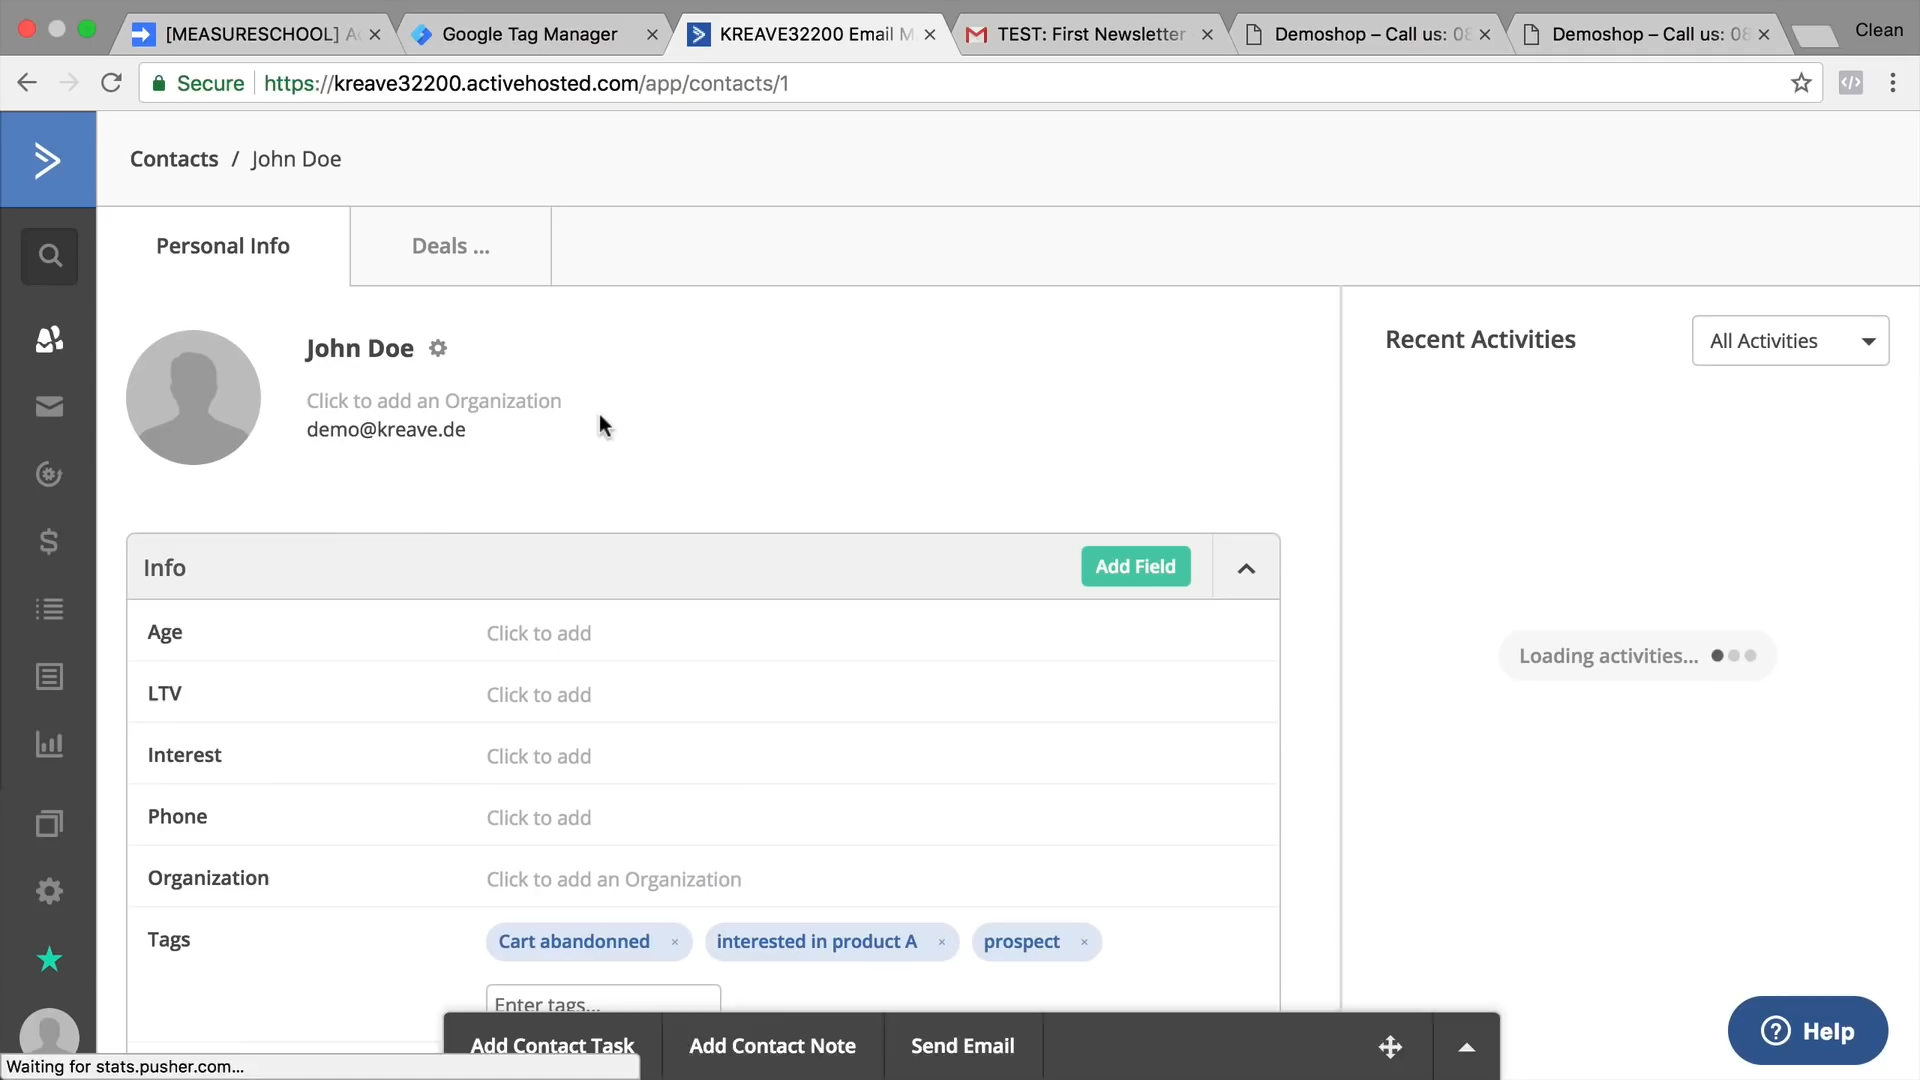 [MEASURESCHOOL] A
Google Tag Manager
KREAVE32200 Email M
TEST: First Newsletter
Demoshop – Call us: 08
Demoshop – Call us: 08
Clean
Secure
https://kreave32200.activehosted.com/app/contacts/1
Contacts / John Doe
Personal Info
Deals ...
John Doe
Click to add an Organization
demo@kreave.de
Recent Activities
All Activities
Info
Add Field
Age
Click to add
LTV
Click to add
Interest
Click to add
Phone
Click to add
Organization
Click to add an Organization
Tags
Cart abandonned ×
interested in product A ×
prospect ×
Enter tags...
Loading activities...
Add Contact Task
Add Contact Note
Send Email
Help
Waiting for stats.pusher.com...